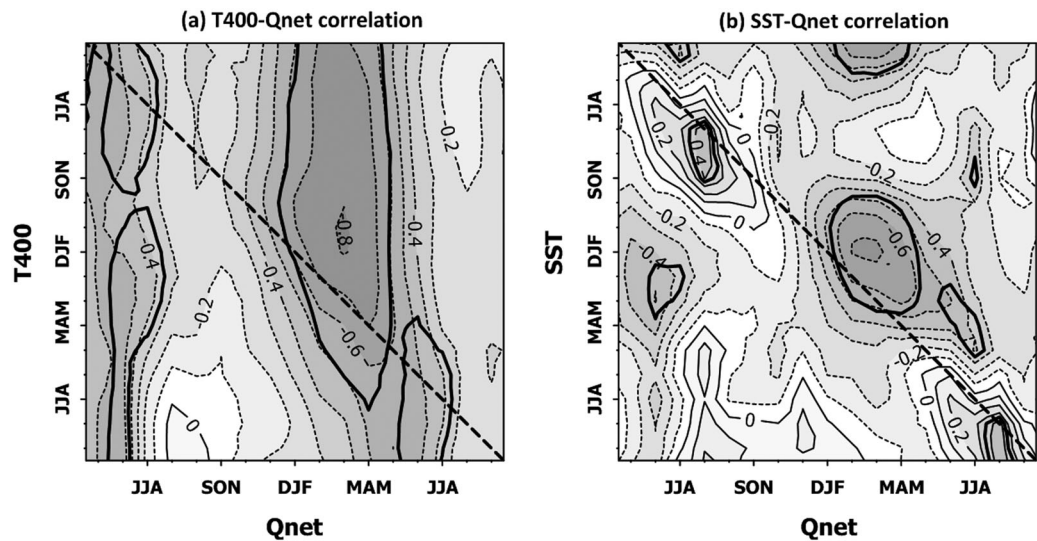 (a) T400-Qnet correlation
(b) SST-Qnet correlation
T400
JJA
SON
DJF
MAM
JJA
-0.2
-0.8
-0.4
-0.4
-0.4
-0.2
-0.6
0
JJA
SON
DJF
MAM
JJA
Qnet
SST
JJA
SON
DJF
MAM
JJA
0.2
0.4
0
-0.2
0
-0.2
-0.2
-0.4
-0.6
-0.4
-0.2
0
0
0.2
JJA
SON
DJF
MAM
JJA
Qnet